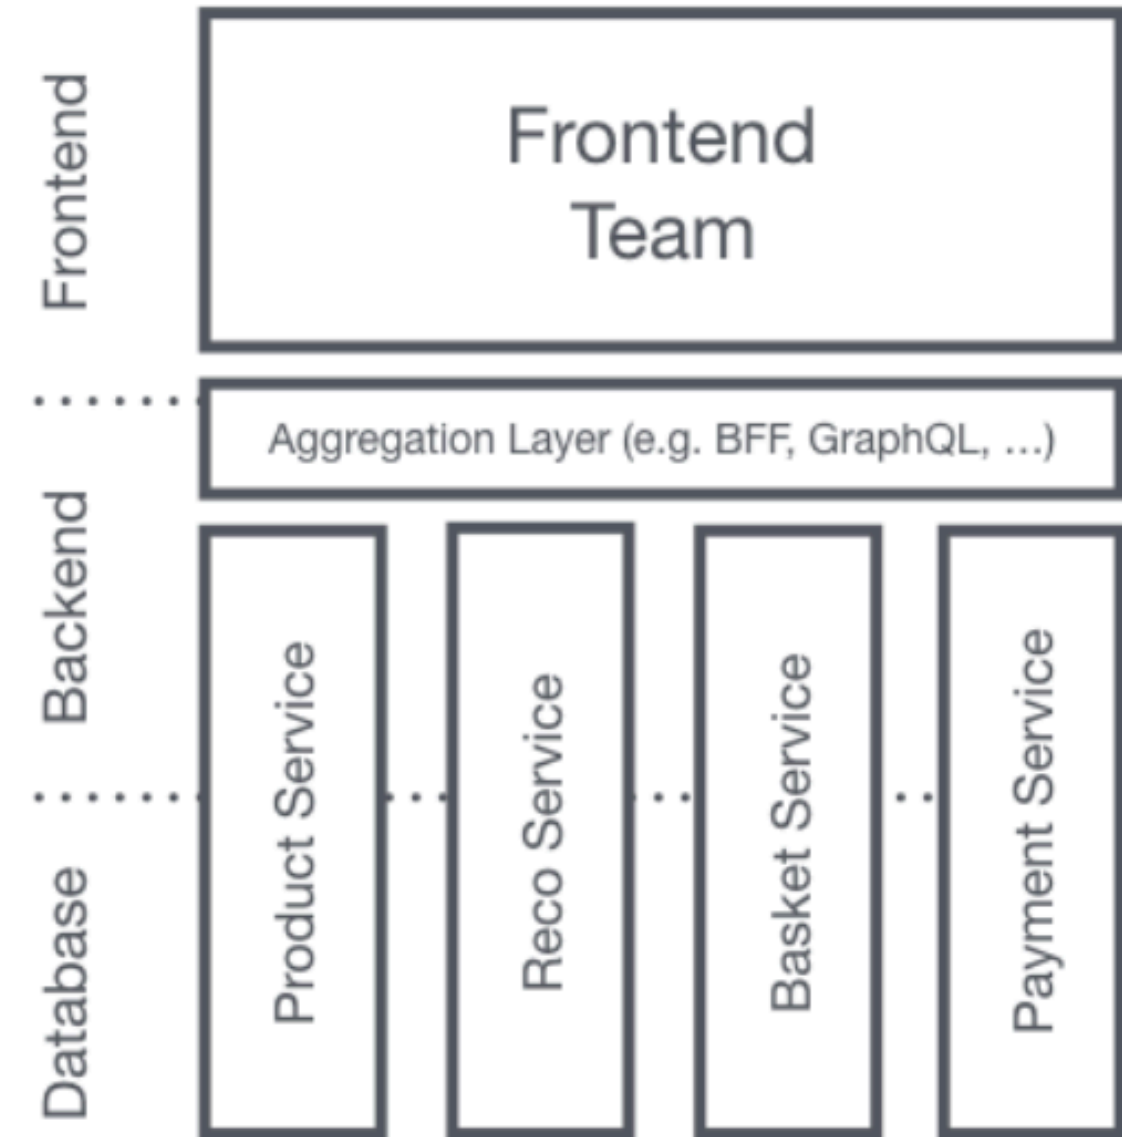 Frontend
Frontend
Team
Aggregation Layer (e.g. BFF, GraphQL, ...)
Backend
Product Service
Reco Service
Basket Service
Payment Service
Database